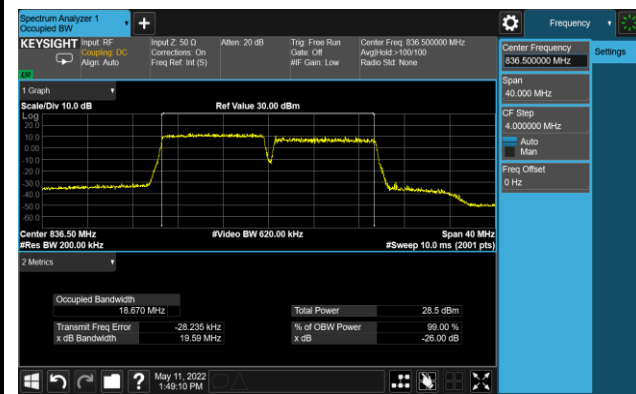 Spectrum Analyzer 1
Occupied BW
Frequency
KEYSIGHT
Input: RF
Coupling: DC
Align: Auto
Input Z: 50 Ω
Corrections: On
Freq Ref: Int (S)
Atten: 20 dB
Trig: Free Run
Gate: Off
#IF Gain: Low
Center Freq: 836.500000 MHz
Avg|Hold:>100/100
Radio Std: None
Center Frequency
836.500000 MHz
Settings
Span
40.000 MHz
CF Step
4.000000 MHz
Auto
Man
Freq Offset
0 Hz
1 Graph
Scale/Div 10.0 dB
Ref Value 30.00 dBm
Log
20.0
10.0
0.00
-10.0
-20.0
-30.0
-40.0
-50.0
-60.0
Center 836.50 MHz
#Video BW 620.00 kHz
Span 40 MHz
#Res BW 200.00 kHz
#Sweep 10.0 ms (2001 pts)
2 Metrics
Occupied Bandwidth
18.670 MHz
Total Power
28.5 dBm
Transmit Freq Error
-28.235 kHz
% of OBW Power
99.00 %
x dB Bandwidth
19.59 MHz
x dB
-26.00 dB
May 11, 2022
1:49:10 PM